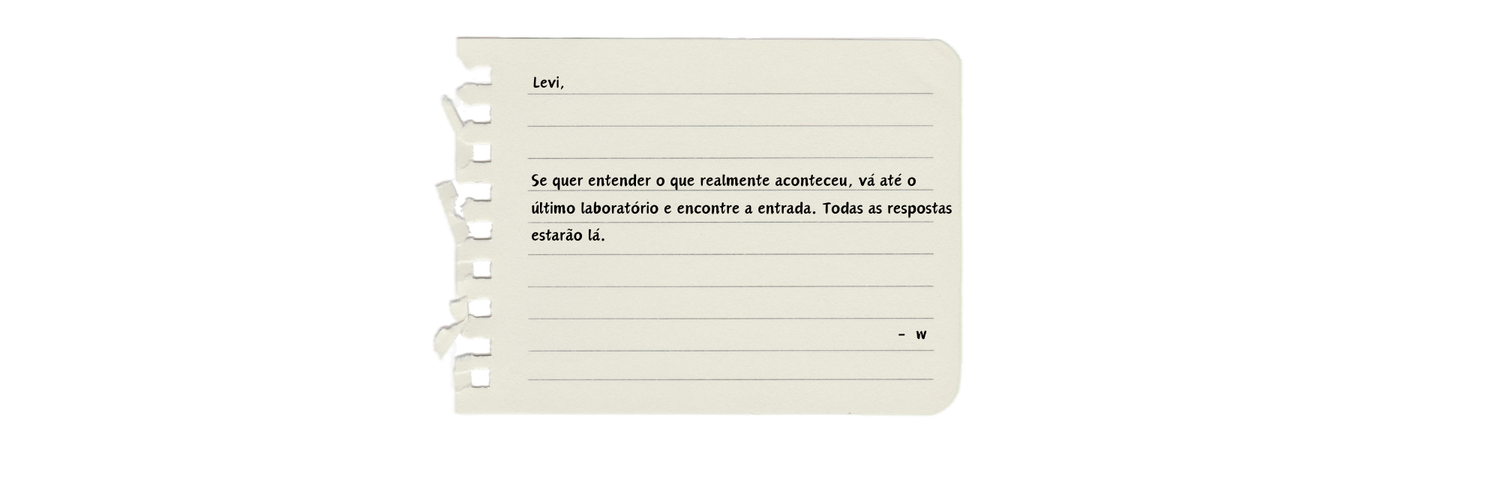 Levi,
Se quer entender o que realmente aconteceu, vá até o
último laboratório e encontre a entrada. Todas as respostas
estarão lá.
- w